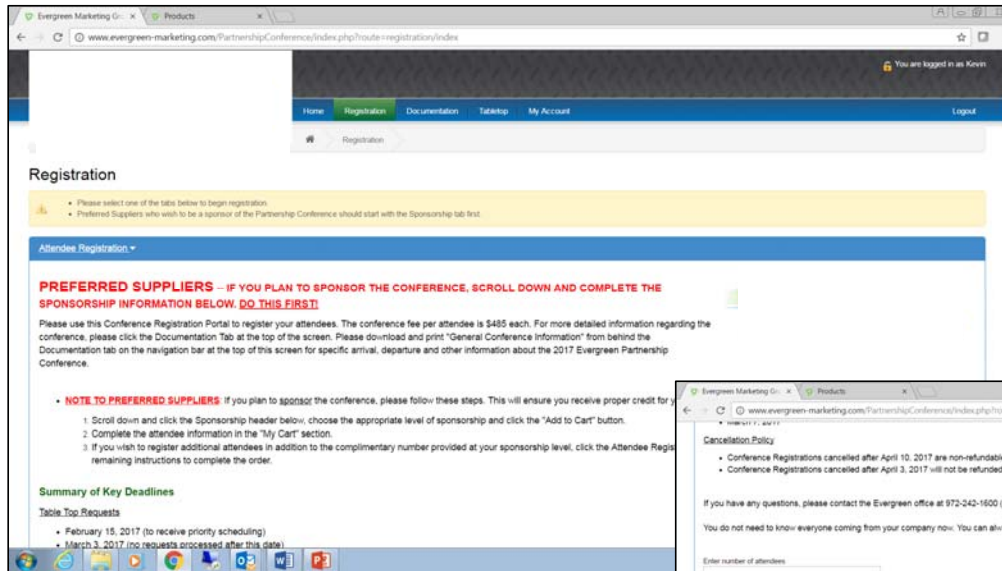 Evergreen Marketing Gr
Products
www.evergreen-marketing.com/PartnershipConference/index.php?route=registration/index
You are logged in as Kevin
Home Registration Documentation Tabletop My Account Logout
Registration
Registration
• Please select one of the tabs below to begin registration.
• Preferred Suppliers who wish to be a sponsor of the Partnership Conference should start with the Sponsorship tab first.
Attendee Registration
PREFERRED SUPPLIERS – IF YOU PLAN TO SPONSOR THE CONFERENCE, SCROLL DOWN AND COMPLETE THE
SPONSORSHIP INFORMATION BELOW. DO THIS FIRST!
Please use this Conference Registration Portal to register your attendees. The conference fee per attendee is $485 each. For more detailed information regarding the
conference, please click the Documentation Tab at the top of the screen. Please download and print "General Conference Information" from behind the
Documentation tab on the navigation bar at the top of this screen for specific arrival, departure and other information about the 2017 Evergreen Partnership
Conference.
• NOTE TO PREFERRED SUPPLIERS: If you plan to sponsor the conference, please follow these steps. This will ensure you receive proper credit for y
1. Scroll down and click the Sponsorship header below, choose the appropriate level of sponsorship and click the "Add to Cart" button.
2. Complete the attendee information in the "My Cart" section.
3. If you wish to register additional attendees in addition to the complimentary number provided at your sponsorship level, click the Attendee Regis
remaining instructions to complete the order.
Summary of Key Deadlines
Table Top Requests
• February 15, 2017 (to receive priority scheduling)
• March 3, 2017 (no requests processed after this date)
Evergreen Marketing Gr
Products
www.evergreen-marketing.com/PartnershipConference/index.php?ro
• March 7, 2017
Cancellation Policy
• Conference Registrations cancelled after April 10, 2017 are non-refundabl
• Conference Registrations cancelled after April 3, 2017 will not be refunded
If you have any questions, please contact the Evergreen office at 972-242-1600 (
You do not need to know everyone coming from your company now. You can alw
Enter number of attendees